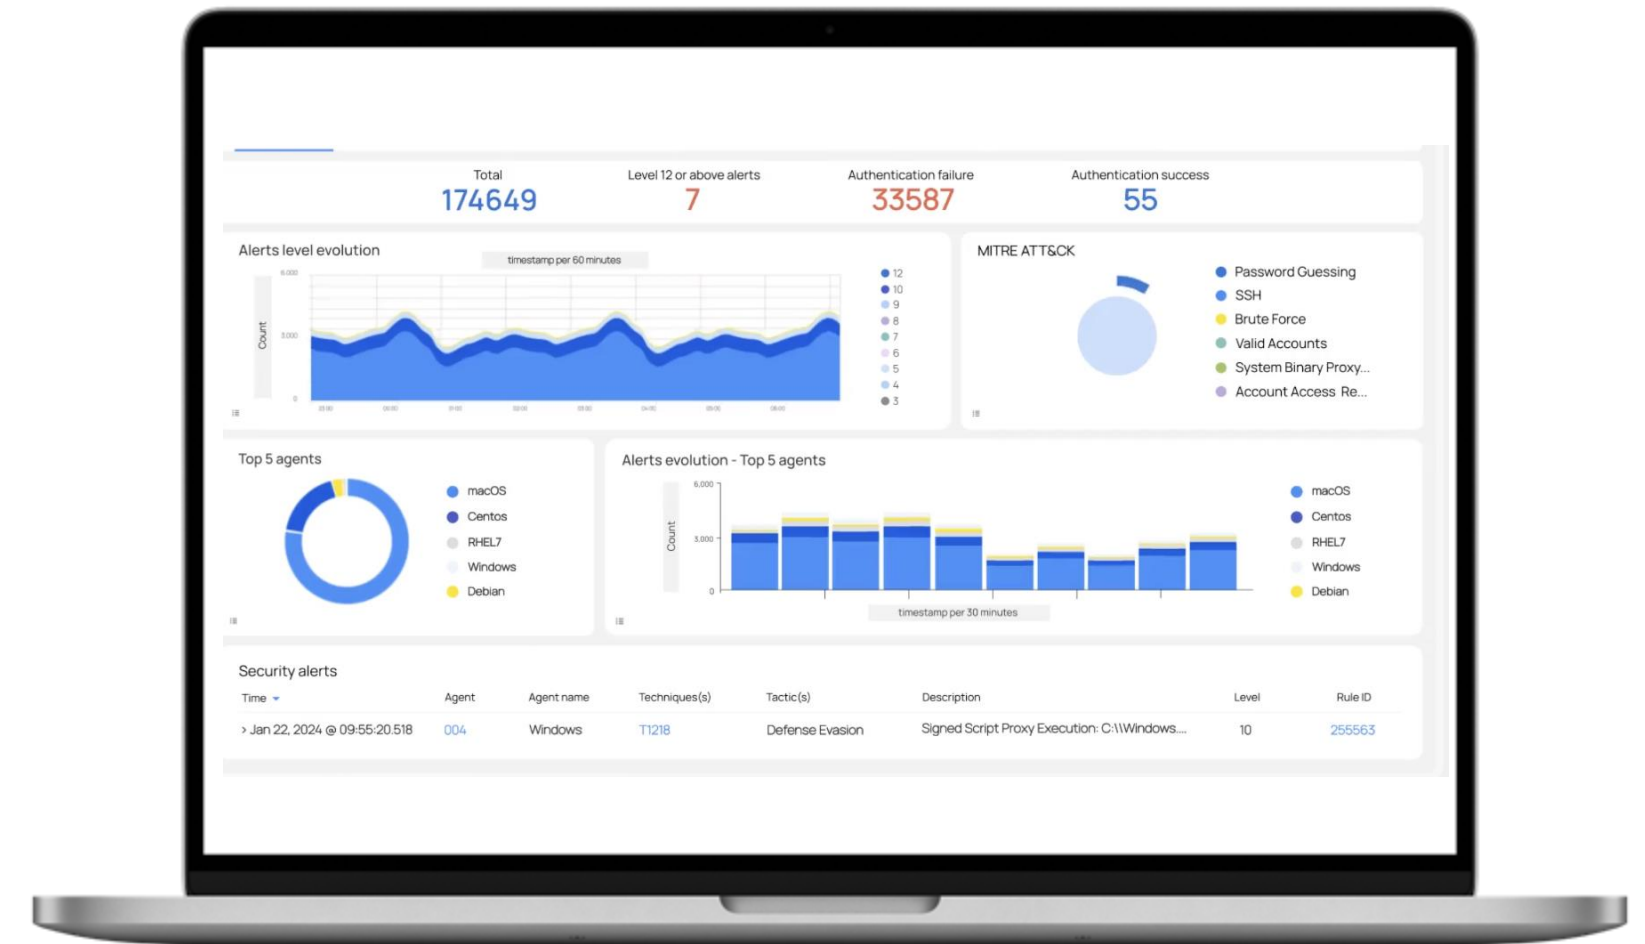 Total
174649
Level 12 or above alerts
7
Authentication failure
33587
Authentication success
55
Alerts level evolution
timestamp per 60 minutes
Count
6.000
3.000
0
12
10
9
8
7
6
5
4
3
MITRE ATT&CK
Password Guessing
SSH
Brute Force
Valid Accounts
System Binary Proxy...
Account Access Re...
Top 5 agents
macOS
Centos
RHEL7
Windows
Debian
Alerts evolution - Top 5 agents
Count
6,000
3,000
0
timestamp per 30 minutes
macOS
Centos
RHEL7
Windows
Debian
Security alerts
Time Agent Agent name Techniques(s) Tactic(s) Description Level Rule ID
› Jan 22, 2024 @ 09:55:20.518 004 Windows T1218 Defense Evasion Signed Script Proxy Execution: C:\\Windows.... 10 255563